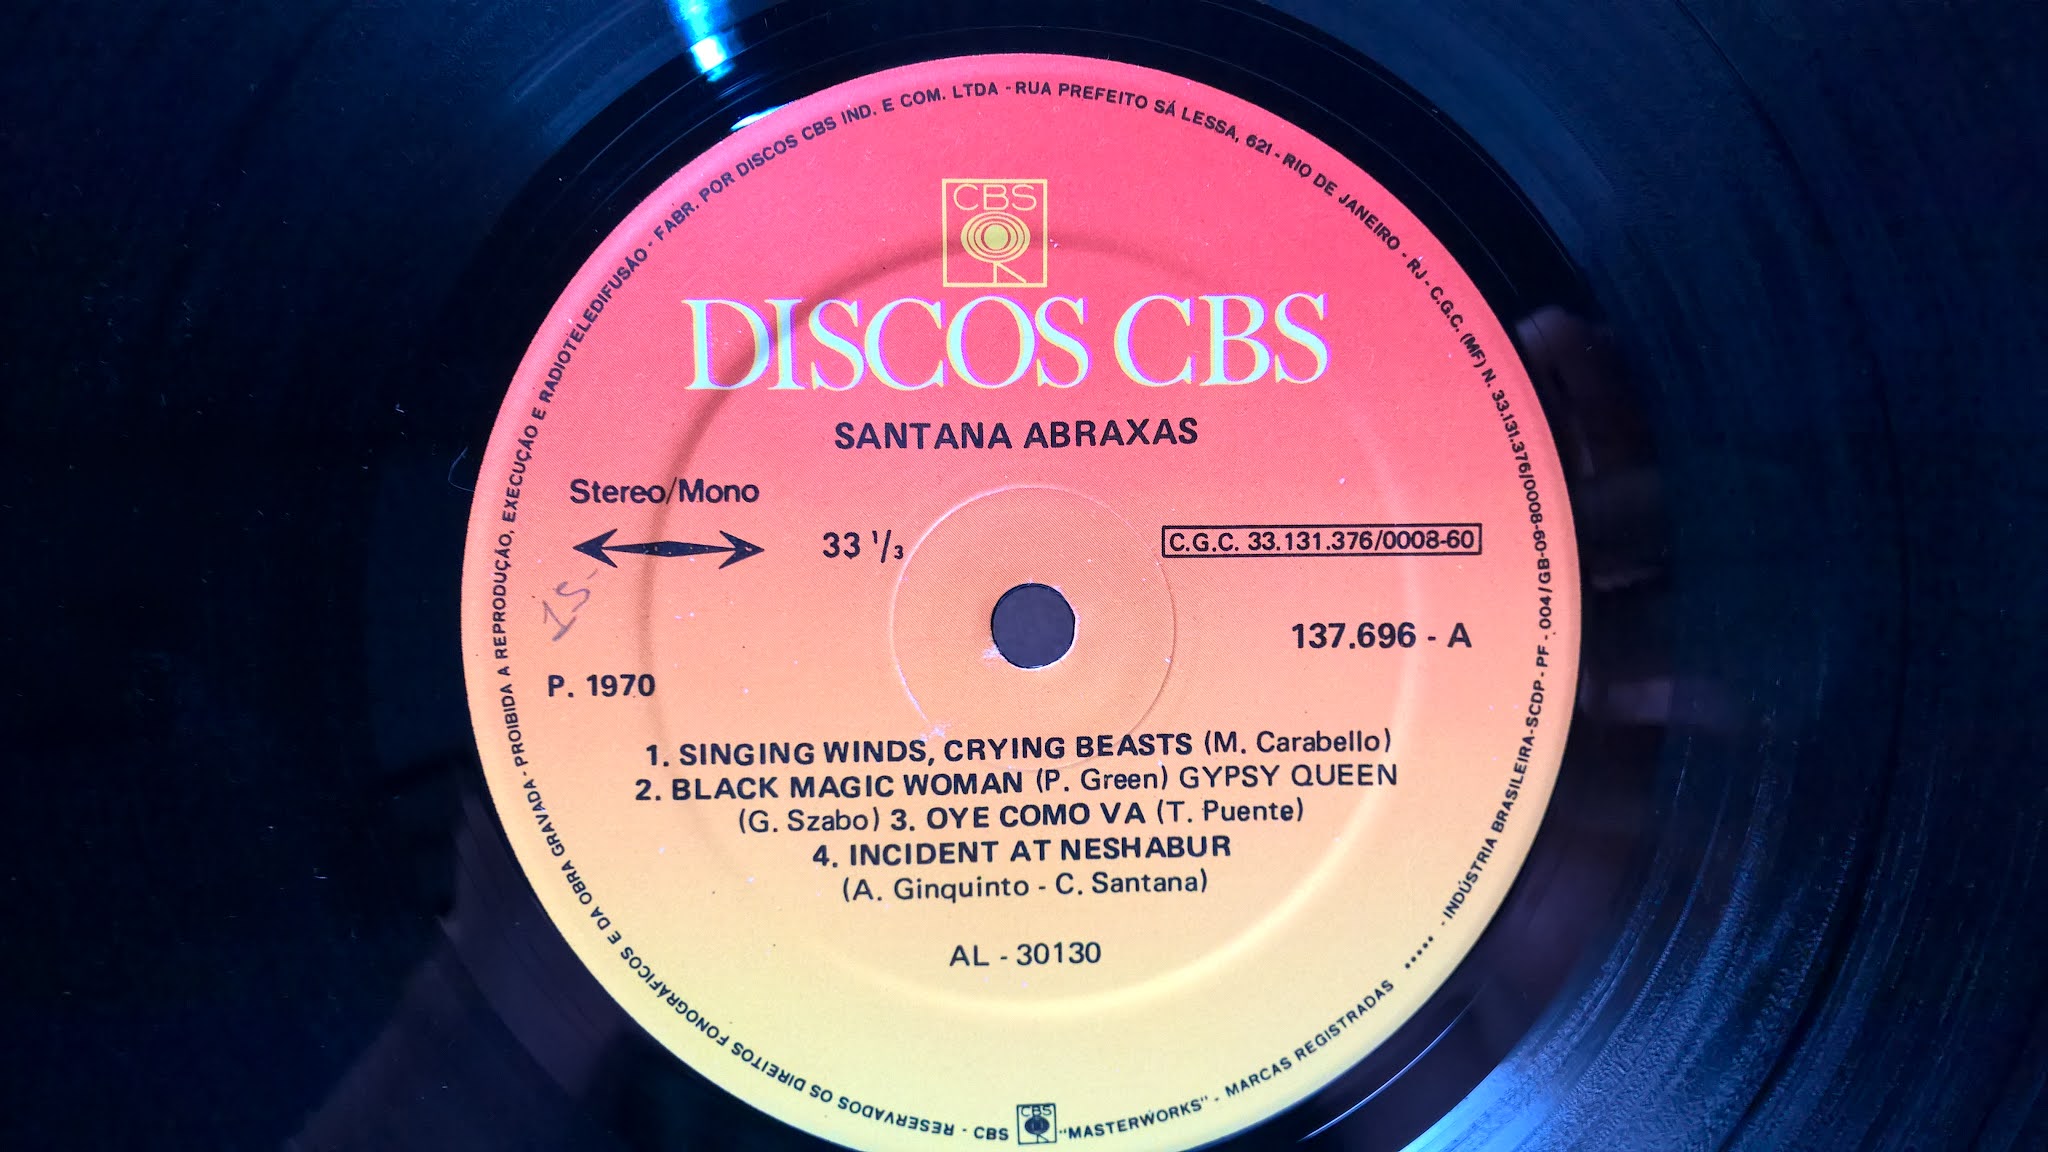 CBS
DISCOS CBS
SANTANA ABRAXAS
Stereo/Mono
33 1/3
C.G.C. 33.131.376/0008-60
15-
137.696 - A
P. 1970
1. SINGING WINDS, CRYING BEASTS (M. Carabello)
2. BLACK MAGIC WOMAN (P. Green) GYPSY QUEEN
(G. Szabo) 3. OYE COMO VA (T. Puente)
4. INCIDENT AT NESHABUR
(A. Ginquinto - C. Santana)
AL - 30130
RESERVADOS OS DIREITOS FONOGRÁFICOS E DA OBRA GRAVADA - PROIBIDA A REPRODUÇÃO, EXECUÇÃO E RADIOTELEDIFUSÃO - FABR. POR DISCOS CBS IND. E COM. LTDA - RUA PREFEITO SÁ LESSA, 621 - RIO DE JANEIRO - RJ - C.G.C. (MF) N. 33.131.376/0008-60 - GB-09-004/ PF - SCDP - INDÚSTRIA BRASILEIRA - ..... MARCAS REGISTRADAS - "MASTERWORKS" CBS - CBS